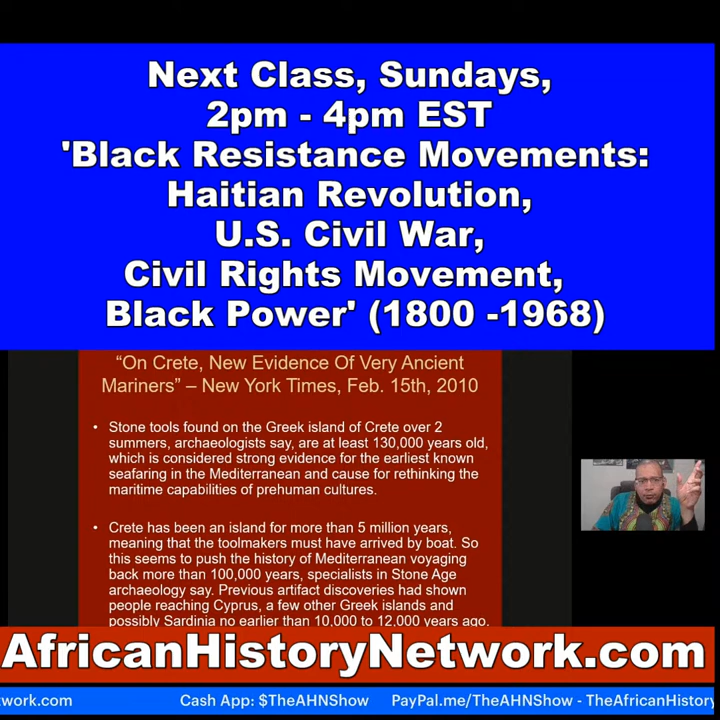 Next Class, Sundays,
2pm - 4pm EST
'Black Resistance Movements:
Haitian Revolution,
U.S. Civil War,
Civil Rights Movement,
Black Power' (1800 -1968)
“On Crete, New Evidence Of Very Ancient
Mariners” – New York Times, Feb. 15th, 2010
• Stone tools found on the Greek island of Crete over 2
summers, archaeologists say, are at least 130,000 years old,
which is considered strong evidence for the earliest known
seafaring in the Mediterranean and cause for rethinking the
maritime capabilities of prehuman cultures.
• Crete has been an island for more than 5 million years,
meaning that the toolmakers must have arrived by boat. So
this seems to push the history of Mediterranean voyaging
back more than 100,000 years, specialists in Stone Age
archaeology say. Previous artifact discoveries had shown
people reaching Cyprus, a few other Greek islands and
possibly Sardinia no earlier than 10,000 to 12,000 years ago.
AfricanHistoryNetwork.com
work.com Cash App: $TheAHNShow PayPal.me/TheAHNShow - TheAfricanHistory